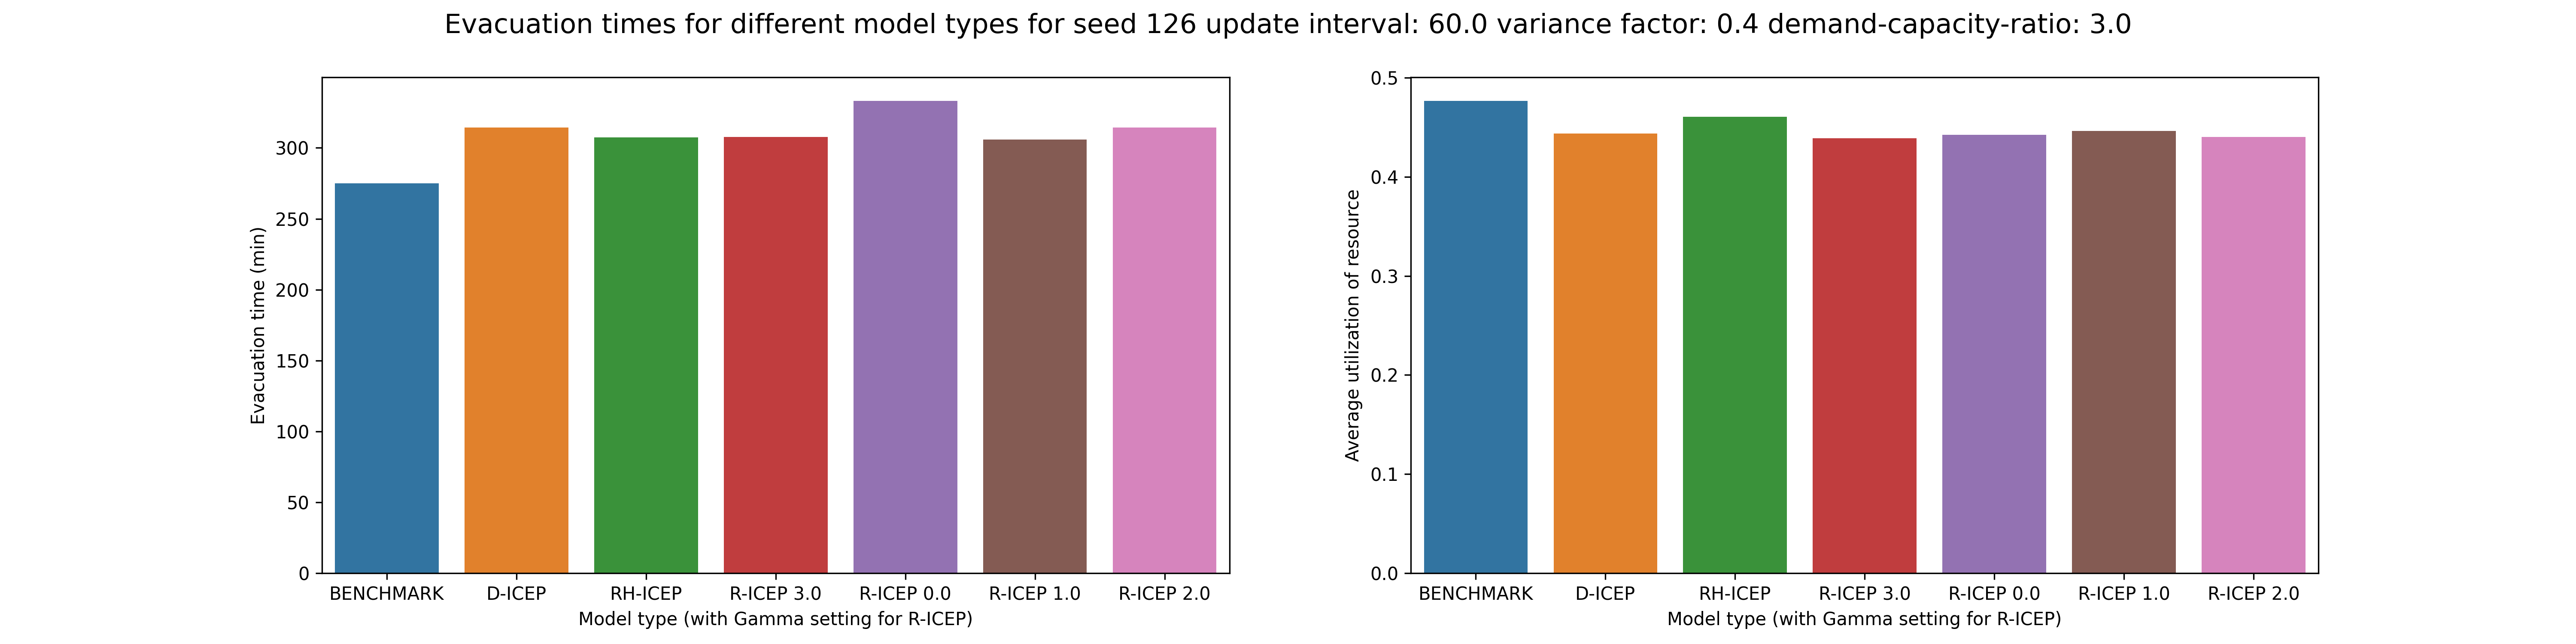 Evacuation times for different model types for seed 126 update interval: 60.0 variance factor: 0.4 demand-capacity-ratio: 3.0
Evacuation time (min)
300
250
200
150
100
50
0
BENCHMARK D-ICEP RH-ICEP R-ICEP 3.0 R-ICEP 0.0 R-ICEP 1.0 R-ICEP 2.0
Model type (with Gamma setting for R-ICEP)
Average utilization of resource
0.5
0.4
0.3
0.2
0.1
0.0
BENCHMARK D-ICEP RH-ICEP R-ICEP 3.0 R-ICEP 0.0 R-ICEP 1.0 R-ICEP 2.0
Model type (with Gamma setting for R-ICEP)